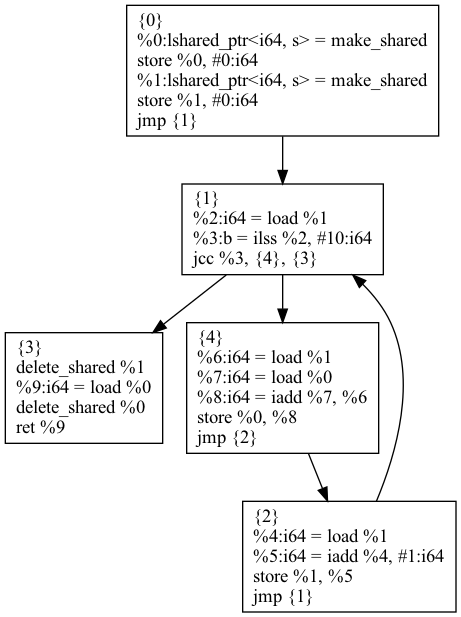 {0}
%0:lshared_ptr<i64, s> = make_shared
store %0, #0:i64
%1:lshared_ptr<i64, s> = make_shared
store %1, #0:i64
jmp {1}
{1}
%2:i64 = load %1
%3:b = ilss %2, #10:i64
jcc %3, {4}, {3}
{3}
delete_shared %1
%9:i64 = load %0
delete_shared %0
ret %9
{4}
%6:i64 = load %1
%7:i64 = load %0
%8:i64 = iadd %7, %6
store %0, %8
jmp {2}
{2}
%4:i64 = load %1
%5:i64 = iadd %4, #1:i64
store %1, %5
jmp {1}